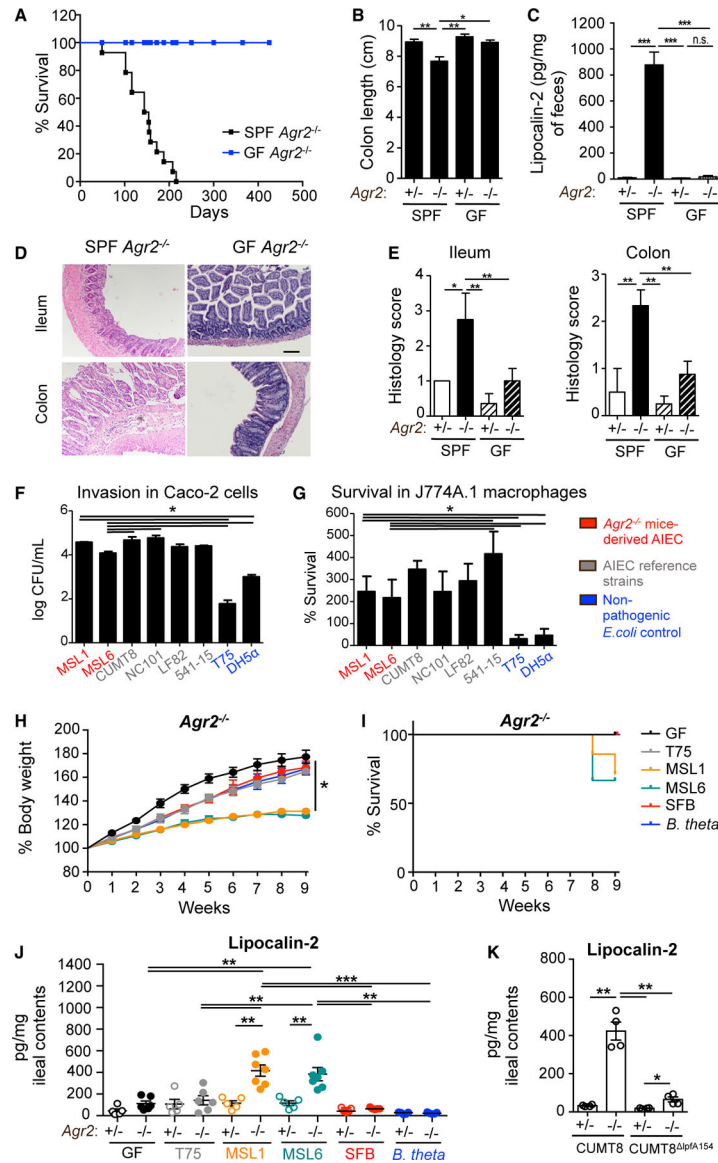 A
% Survival
120
100
80
60
40
20
0
0 100 200 300 400 500
Days
SPF Agr2-/-
GF Agr2-/-
B
Colon length (cm)
12
10
8
6
4
2
0
** ** *
Agr2: +/- -/- +/- -/-
SPF GF
C
Lipocalin-2 (pg/mg
of feces)
1200
1000
800
600
400
200
0
***
*** *** n.s.
Agr2: +/- -/- +/- -/-
SPF GF
D
SPF Agr2-/- GF Agr2-/-
Ileum
Colon
E
Ileum
Histology score
4
3
2
1
0
**
* **
Agr2: +/- -/- +/- -/-
SPF GF
Colon
Histology score
3
2
1
0
**
** **
+/- -/- +/- -/-
SPF GF
F
Invasion in Caco-2 cells
*
log CFU/mL
6
4
2
0
MSL1 MSL6 CUMT8 NC101 LF82 541-15 T75 DH5α
G
Survival in J774A.1 macrophages
*
% Survival
600
500
400
300
200
100
0
MSL1 MSL6 CUMT8 NC101 LF82 541-15 T75 DH5α
Agr2-/- mice-
derived AIEC
AIEC reference
strains
Non-
pathogenic
E.coli control
H
Agr2-/-
% Body weight
200
180
160
140
120
100
80
*
0 1 2 3 4 5 6 7 8 9
Weeks
I
Agr2-/-
% Survival
100
50
0
0 1 2 3 4 5 6 7 8 9
Weeks
GF
T75
MSL1
MSL6
SFB
B. theta
J
Lipocalin-2
pg/mg
ileal contents
1400
1200
1000
800
600
400
200
0
**
***
**
**
** **
Agr2: +/- -/- +/- -/- +/- -/- +/- -/- +/- -/- +/- -/-
GF T75 MSL1 MSL6 SFB B. theta
K
Lipocalin-2
pg/mg
ileal contents
800
600
400
200
0
** **
*
+/- -/- +/- -/-
CUMT8 CUMT8ΔlpfA154